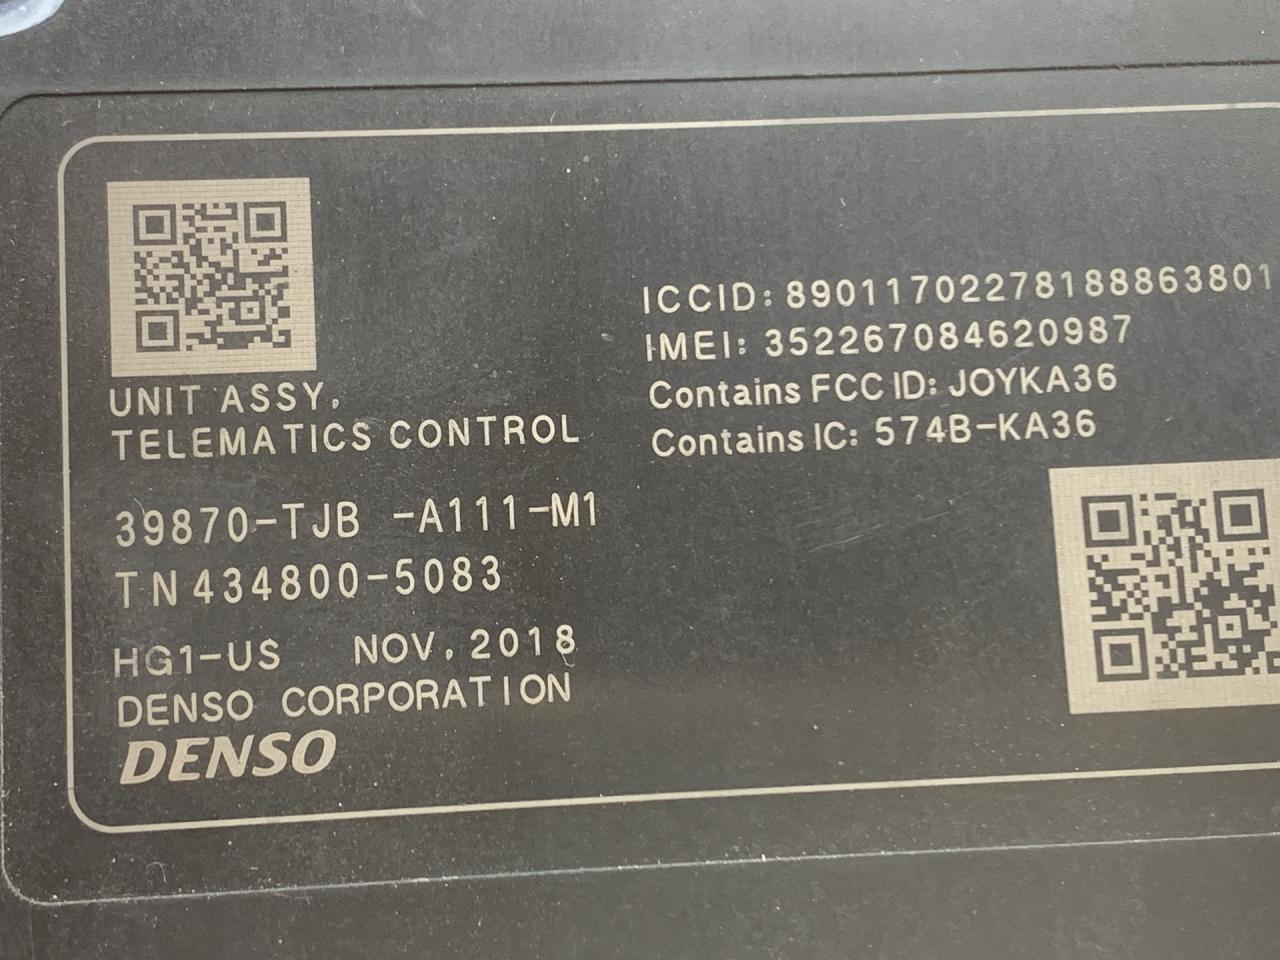 UNIT ASSY,
TELEMATICS CONTROL
39870-TJB -A111-M1
TN 434800-5083
HG1-US NOV, 2018
DENSO CORPORATION
DENSO
ICCID: 89011702278188863801
IMEI: 352267084620987
Contains FCC ID: JOYKA36
Contains IC: 574B-KA36